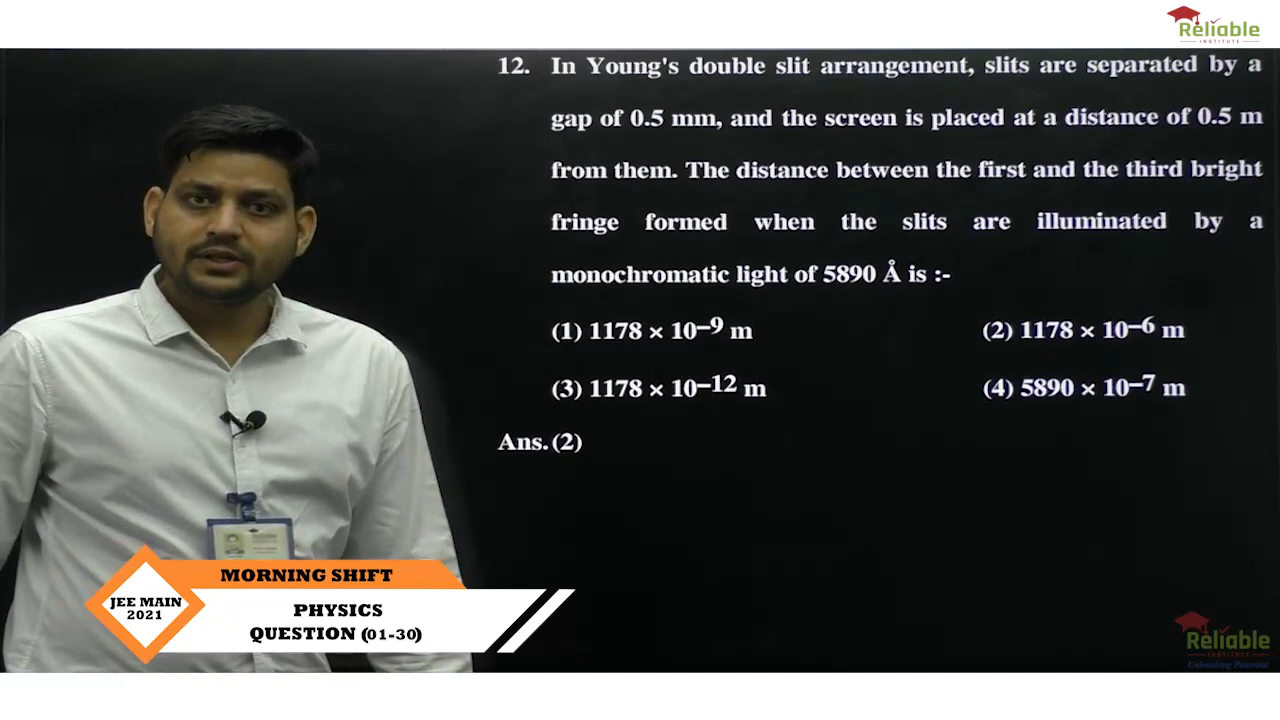 Reliable
INSTITUTE
12. In Young's double slit arrangement, slits are separated by a
gap of 0.5 mm, and the screen is placed at a distance of 0.5 m
from them. The distance between the first and the third bright
fringe formed when the slits are illuminated by a
monochromatic light of 5890 Å is :-
(1) 1178 × 10⁻⁹ m (2) 1178 × 10⁻⁶ m
(3) 1178 × 10⁻¹² m (4) 5890 × 10⁻⁷ m
Ans. (2)
MORNING SHIFT
JEE MAIN
2021
PHYSICS
QUESTION (01-30)
Reliable
INSTITUTE
Unleashing Potential